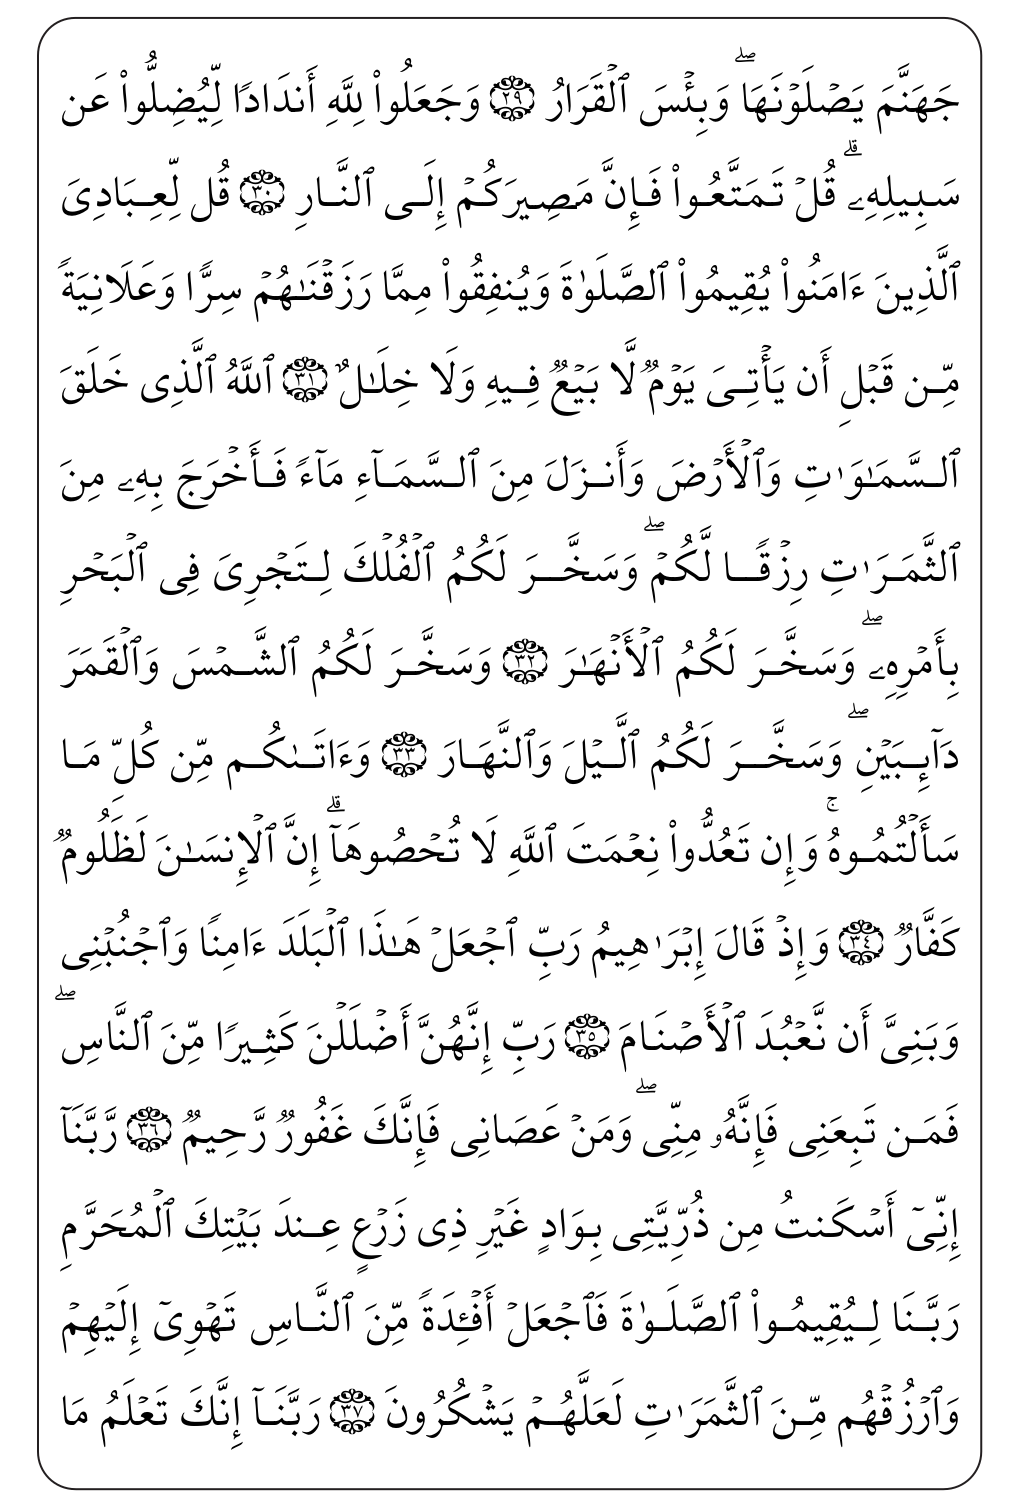 جَهَنَّمَ يَصۡلَوۡنَهَاۖ وَبِئۡسَ ٱلۡقَرَارُ ۝٢٩ وَجَعَلُواْ لِلَّهِ أَندَادٗا لِّيُضِلُّواْ عَن
سَبِيلِهِۦۗ قُلۡ تَمَتَّعُواْ فَإِنَّ مَصِيرَكُمۡ إِلَى ٱلنَّارِ ۝٣٠ قُل لِّعِبَادِيَ
ٱلَّذِينَ ءَامَنُواْ يُقِيمُواْ ٱلصَّلَوٰةَ وَيُنفِقُواْ مِمَّا رَزَقۡنَٰهُمۡ سِرّٗا وَعَلَانِيَةٗ
مِّن قَبۡلِ أَن يَأۡتِيَ يَوۡمٞ لَّا بَيۡعٞ فِيهِ وَلَا خِلَٰلٌ ۝٣١ ٱللَّهُ ٱلَّذِي خَلَقَ
ٱلسَّمَٰوَٰتِ وَٱلۡأَرۡضَ وَأَنزَلَ مِنَ ٱلسَّمَآءِ مَآءٗ فَأَخۡرَجَ بِهِۦ مِنَ
ٱلثَّمَرَٰتِ رِزۡقٗا لَّكُمۡۖ وَسَخَّرَ لَكُمُ ٱلۡفُلۡكَ لِتَجۡرِيَ فِي ٱلۡبَحۡرِ
بِأَمۡرِهِۦۖ وَسَخَّرَ لَكُمُ ٱلۡأَنۡهَٰرَ ۝٣٢ وَسَخَّرَ لَكُمُ ٱلشَّمۡسَ وَٱلۡقَمَرَ
دَآئِبَيۡنِۖ وَسَخَّرَ لَكُمُ ٱلَّيۡلَ وَٱلنَّهَارَ ۝٣٣ وَءَاتَىٰكُم مِّن كُلِّ مَا
سَأَلۡتُمُوهُۚ وَإِن تَعُدُّواْ نِعۡمَتَ ٱللَّهِ لَا تُحۡصُوهَآۗ إِنَّ ٱلۡإِنسَٰنَ لَظَلُومٞ
كَفَّارٞ ۝٣٤ وَإِذۡ قَالَ إِبۡرَٰهِيمُ رَبِّ ٱجۡعَلۡ هَٰذَا ٱلۡبَلَدَ ءَامِنٗا وَٱجۡنُبۡنِي
وَبَنِيَّ أَن نَّعۡبُدَ ٱلۡأَصۡنَامَ ۝٣٥ رَبِّ إِنَّهُنَّ أَضۡلَلۡنَ كَثِيرٗا مِّنَ ٱلنَّاسِۖ
فَمَن تَبِعَنِي فَإِنَّهُۥ مِنِّيۖ وَمَنۡ عَصَانِي فَإِنَّكَ غَفُورٞ رَّحِيمٞ ۝٣٦ رَّبَّنَآ
إِنِّيٓ أَسۡكَنتُ مِن ذُرِّيَّتِي بِوَادٍ غَيۡرِ ذِي زَرۡعٍ عِندَ بَيۡتِكَ ٱلۡمُحَرَّمِ
رَبَّنَا لِيُقِيمُواْ ٱلصَّلَوٰةَ فَٱجۡعَلۡ أَفۡـِٔدَةٗ مِّنَ ٱلنَّاسِ تَهۡوِيٓ إِلَيۡهِمۡ
وَٱرۡزُقۡهُم مِّنَ ٱلثَّمَرَٰتِ لَعَلَّهُمۡ يَشۡكُرُونَ ۝٣٧ رَبَّنَآ إِنَّكَ تَعۡلَمُ مَا